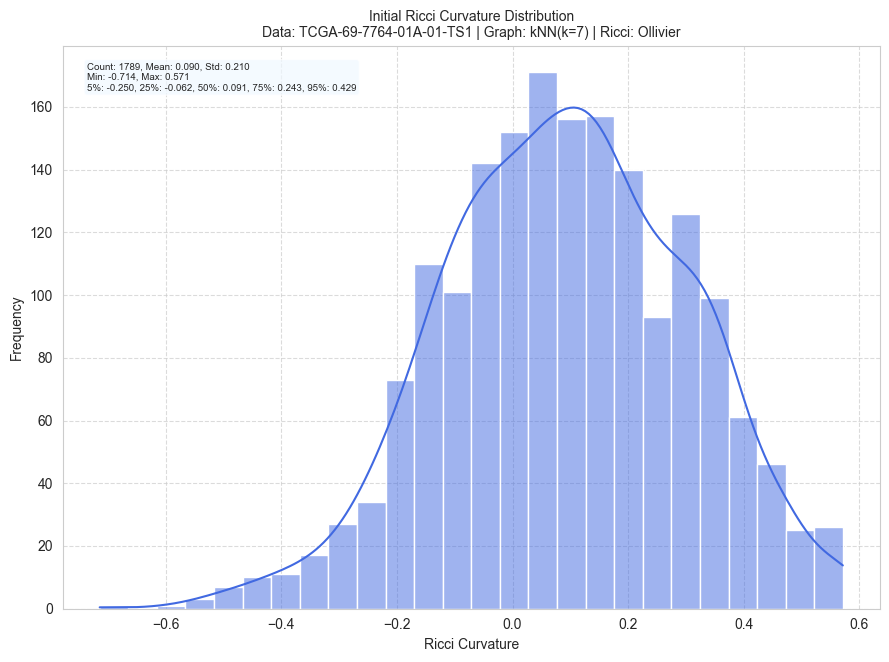 Initial Ricci Curvature Distribution
Data: TCGA-69-7764-01A-01-TS1 | Graph: kNN(k=7) | Ricci: Ollivier
Count: 1789, Mean: 0.090, Std: 0.210
Min: -0.714, Max: 0.571
5%: -0.250, 25%: -0.062, 50%: 0.091, 75%: 0.243, 95%: 0.429
160
140
120
100
80
60
40
20
0
Frequency
−0.6
−0.4
−0.2
0.0
0.2
0.4
0.6
Ricci Curvature